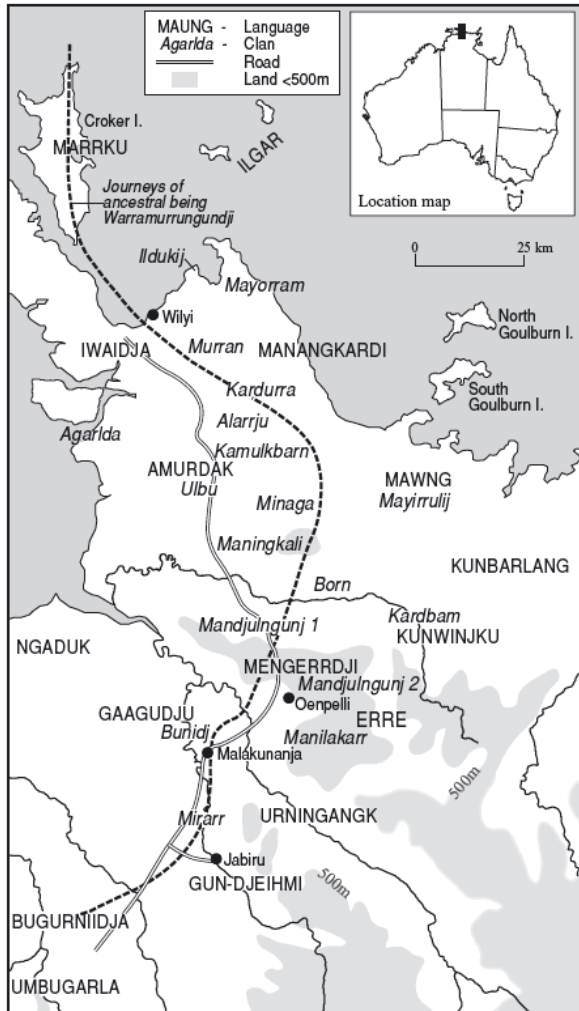 MAUNG - Language
Agarlda - Clan
Road
Land <500m
Location map
0 25 km
Croker I.
MARRKU
ILGAR
Journeys of
ancestral being
Warramurrungundji
Ildukij
Mayorram
Wilyi
North
Goulburn I.
IWAIDJA
Murran
MANANGKARDI
South
Goulburn I.
Kardurra
Agarlda
Alarrju
Kamulkbarn
AMURDAK
Ulbu
MAWNG
Mayirrulij
Minaga
Maningkali
KUNBARLANG
Born
Kardbam
KUNWINJKU
Mandjulngunj 1
NGADUK
MENGERRDJI
Mandjulngunj 2
Oenpelli
GAAGUDJU
Bunidj
ERRE
Manilakarr
Malakunanja
500m
Mirarr
URNINGANGK
Jabiru
GUN-DJEIHMI
500m
BUGURNIIDJA
UMBUGARLA